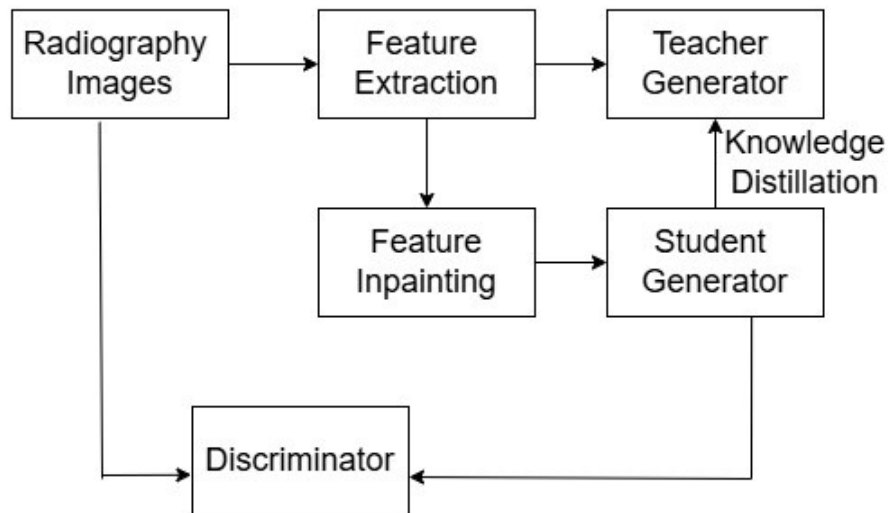 Radiography
Images
Feature
Extraction
Teacher
Generator
Knowledge
Distillation
Feature
Inpainting
Student
Generator
Discriminator